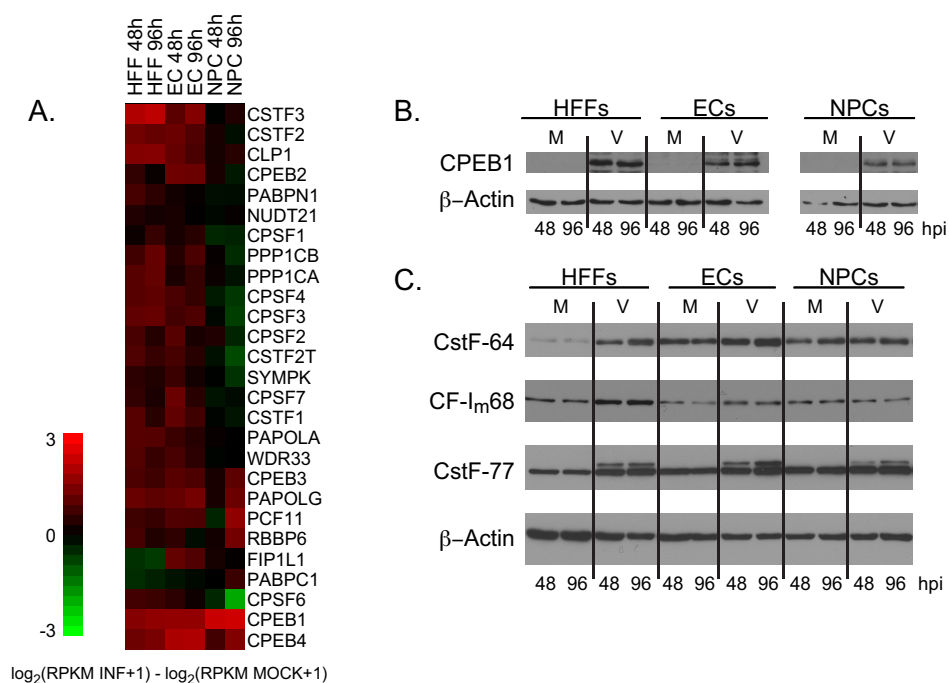 A.
HFF 48h
HFF 96h
EC 48h
EC 96h
NPC 48h
NPC 96h
CSTF3
CSTF2
CLP1
CPEB2
PABPN1
NUDT21
CPSF1
PPP1CB
PPP1CA
CPSF4
CPSF3
CPSF2
CSTF2T
SYMPK
CPSF7
CSTF1
PAPOLA
WDR33
CPEB3
PAPOLG
PCF11
RBBP6
FIP1L1
PABPC1
CPSF6
CPEB1
CPEB4
3
0
-3
log₂(RPKM INF+1) - log₂(RPKM MOCK+1)
B.
HFFs ECs NPCs
M V M V M V
CPEB1
β–Actin
48 96 48 96 48 96 48 96 48 96 48 96 hpi
C.
HFFs ECs NPCs
M V M V M V
CstF-64
CF-Iₘ68
CstF-77
β–Actin
48 96 48 96 48 96 48 96 48 96 48 96 hpi